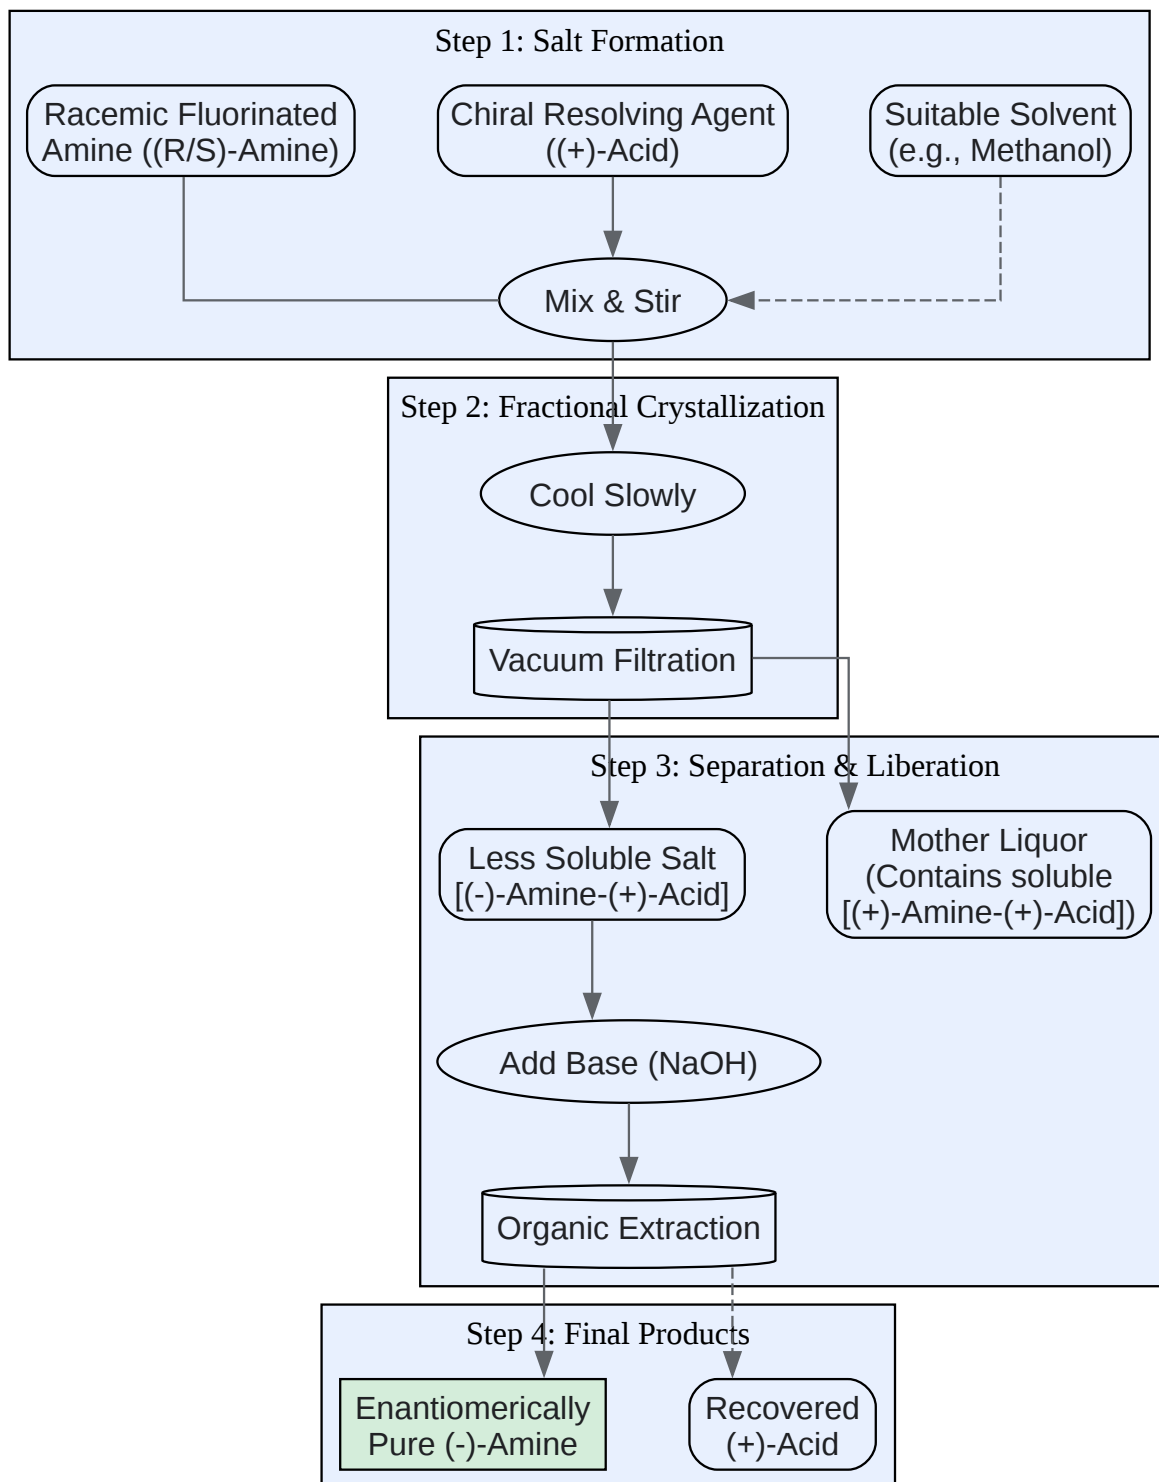 Step 1: Salt Formation
Racemic Fluorinated
Amine ((R/S)-Amine)
Chiral Resolving Agent
((+)-Acid)
Suitable Solvent
(e.g., Methanol)
Mix & Stir
Step 2: Fractional Crystallization
Cool Slowly
Vacuum Filtration
Step 3: Separation & Liberation
Less Soluble Salt
[(-)-Amine-(+)-Acid]
Mother Liquor
(Contains soluble
[(+)-Amine-(+)-Acid])
Add Base (NaOH)
Organic Extraction
Step 4: Final Products
Enantiomerically
Pure (-)-Amine
Recovered
(+)-Acid